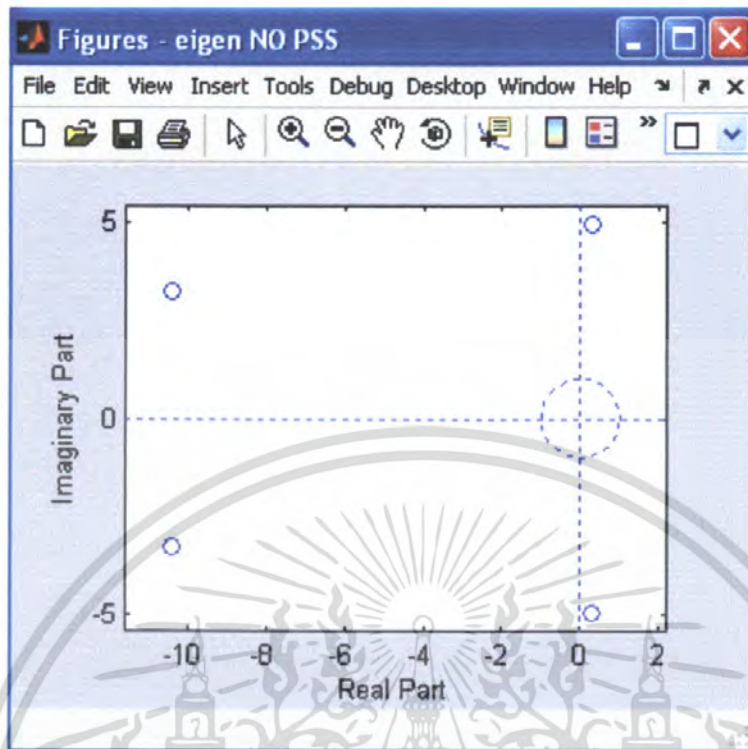 Figures - eigen NO PSS
File Edit View Insert Tools Debug Desktop Window Help
5
0
-5
Imaginary Part
-10 -8 -6 -4 -2 0 2
Real Part